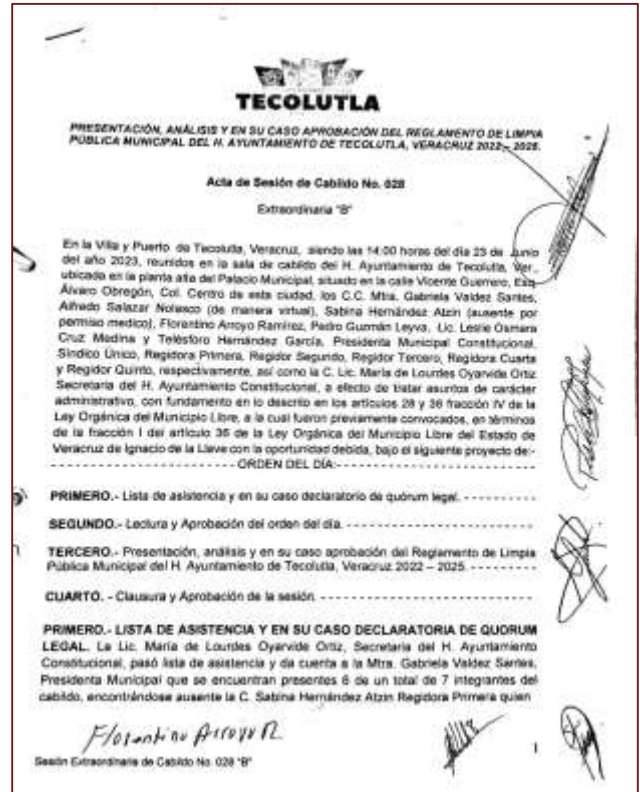 TECOLUTLA
PRESENTACIÓN, ANÁLISIS Y EN SU CASO APROBACIÓN DEL REGLAMENTO DE LIMPIA
PÚBLICA MUNICIPAL DEL H. AYUNTAMIENTO DE TECOLUTLA, VERACRUZ 2022 – 2025.
Acta de Sesión de Cabildo No. 028
Extraordinaria "B"
En la Villa y Puerto de Tecolutla, Veracruz, siendo las 14:00 horas del día 23 de Junio
del año 2023, reunidos en la sala de cabildo del H. Ayuntamiento de Tecolutla, Ver.,
ubicada en la planta alta del Palacio Municipal, situado en la calle Vicente Guerrero, Esq.
Álvaro Obregón, Col. Centro de esta ciudad, los C.C. Mtra. Gabriela Valdez Santes,
Alfredo Salazar Nolasco (de manera virtual), Sabina Hernández Atzin (ausente por
permiso medico), Florentino Arroyo Ramírez, Pedro Guzmán Leyva, Lic. Leslie Osmara
Cruz Medina y Telésforo Hernández García, Presidenta Municipal Constitucional,
Síndico Único, Regidora Primera, Regidor Segundo, Regidor Tercero, Regidora Cuarta
y Regidor Quinto, respectivamente, así como la C. Lic. María de Lourdes Oyarvide Ortiz
Secretaria del H. Ayuntamiento Constitucional, a efecto de tratar asuntos de carácter
administrativo, con fundamento en lo descrito en los artículos 28 y 36 fracción IV de la
Ley Orgánica del Municipio Libre, a la cual fueron previamente convocados, en términos
de la fracción I del artículo 35 de la Ley Orgánica del Municipio Libre del Estado de
Veracruz de Ignacio de la Llave con la oportunidad debida, bajo el siguiente proyecto de:-
- - - - - - - - - - - - - - - - - - - - - - -ORDEN DEL DÍA:- - - - - - - - - - - - - - - - - - - - - - - -
PRIMERO.- Lista de asistencia y en su caso declaratorio de quórum legal. - - - - - - - - - -
SEGUNDO.- Lectura y Aprobación del orden del día. - - - - - - - - - - - - - - - - - - - - - - - -
TERCERO.- Presentación, análisis y en su caso aprobación del Reglamento de Limpia
Pública Municipal del H. Ayuntamiento de Tecolutla, Veracruz 2022 – 2025. - - - - - - - - -
CUARTO. - Clausura y Aprobación de la sesión. - - - - - - - - - - - - - - - - - - - - - - - - - - -
PRIMERO.- LISTA DE ASISTENCIA Y EN SU CASO DECLARATORIA DE QUORUM
LEGAL. La Lic. María de Lourdes Oyarvide Ortiz, Secretaria del H. Ayuntamiento
Constitucional, pasó lista de asistencia y da cuenta a la Mtra. Gabriela Valdez Santes,
Presidenta Municipal que se encuentran presentes 6 de un total de 7 integrantes del
cabildo, encontrándose ausente la C. Sabina Hernández Atzin Regidora Primera quien
Florentino Arroyo R.
1
Sesión Extraordinaria de Cabildo No. 028 "B"